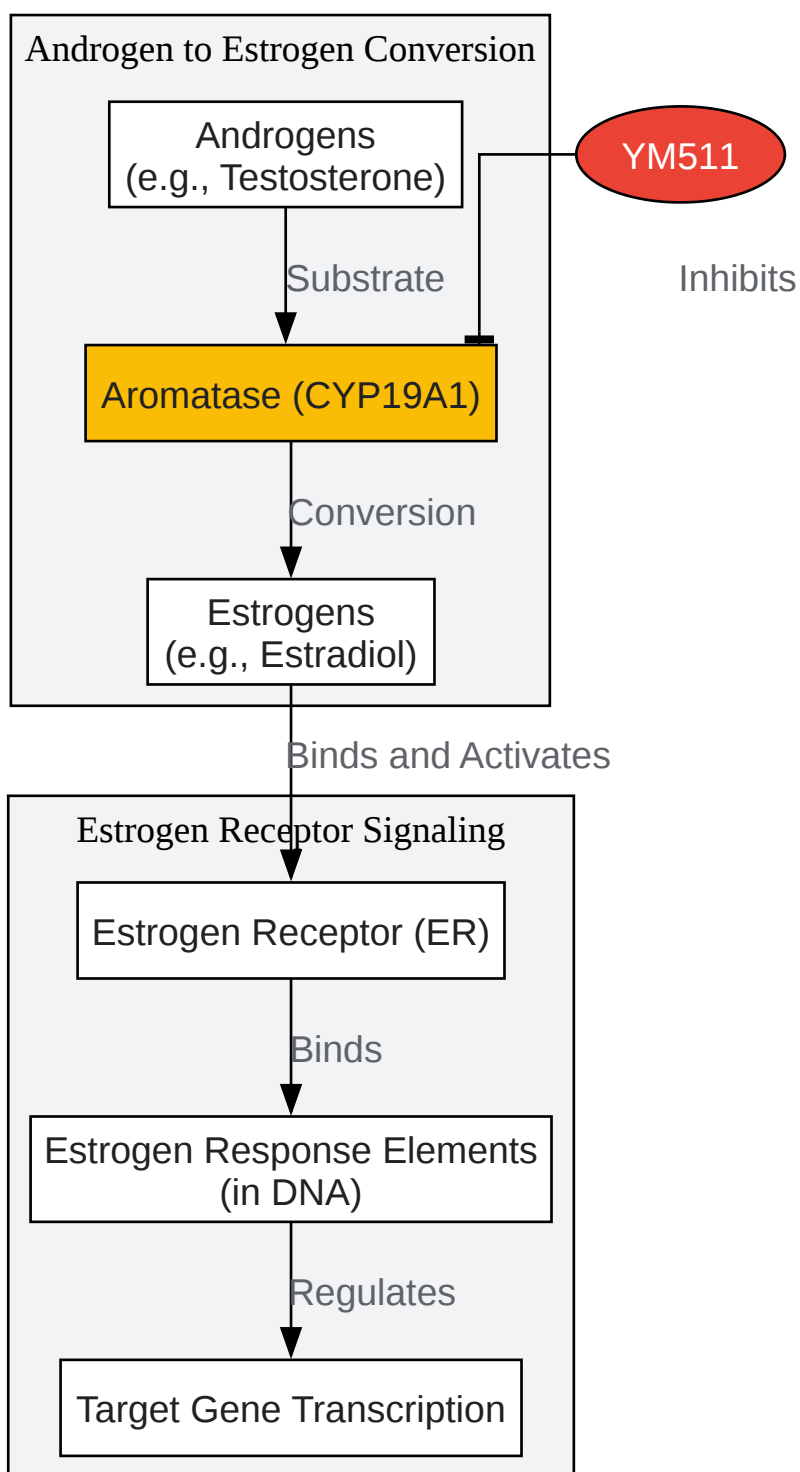 Androgen to Estrogen Conversion
Androgens
(e.g., Testosterone)
YM511
Substrate
Inhibits
Aromatase (CYP19A1)
Conversion
Estrogens
(e.g., Estradiol)
Binds and Activates
Estrogen Receptor Signaling
Estrogen Receptor (ER)
Binds
Estrogen Response Elements
(in DNA)
Regulates
Target Gene Transcription